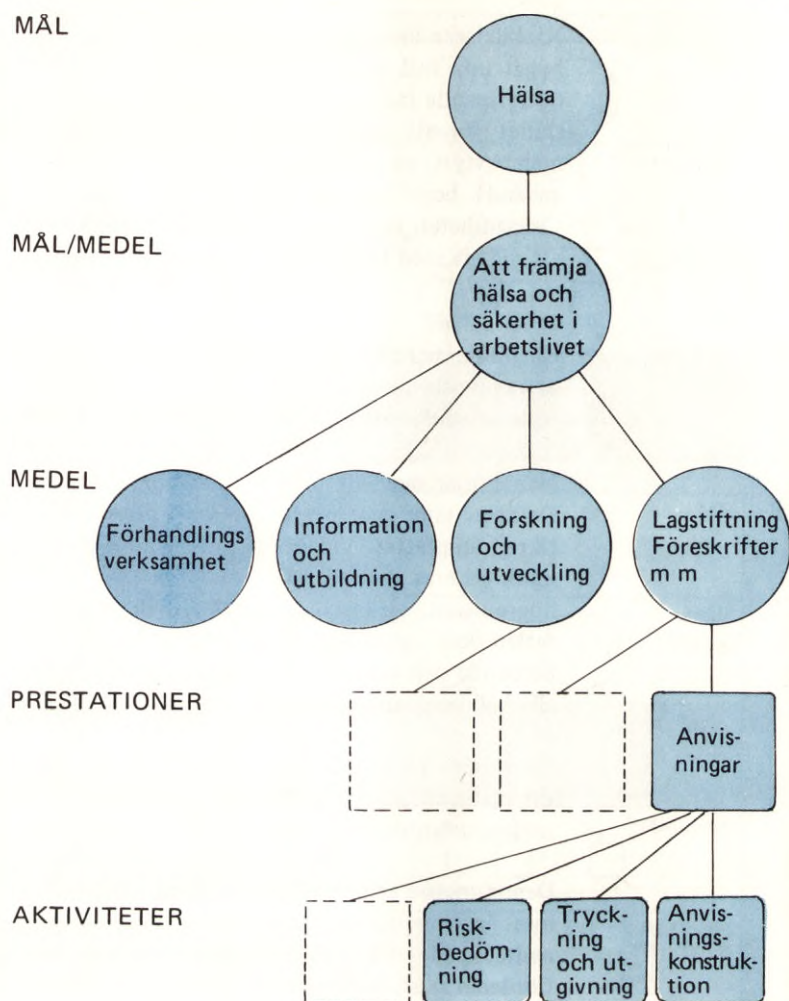 MÅL
Hälsa
MÅL/MEDEL
Att främja
hälsa och
säkerhet i
arbetslivet
MEDEL
Förhandlings
verksamhet
Information
och
utbildning
Forskning
och
utveckling
Lagstiftning
Föreskrifter
m m
PRESTATIONER
Anvis-
ningar
AKTIVITETER
Risk-
bedöm-
ning
Tryck-
ning
och ut-
givning
Anvis-
nings-
konstruk-
tion